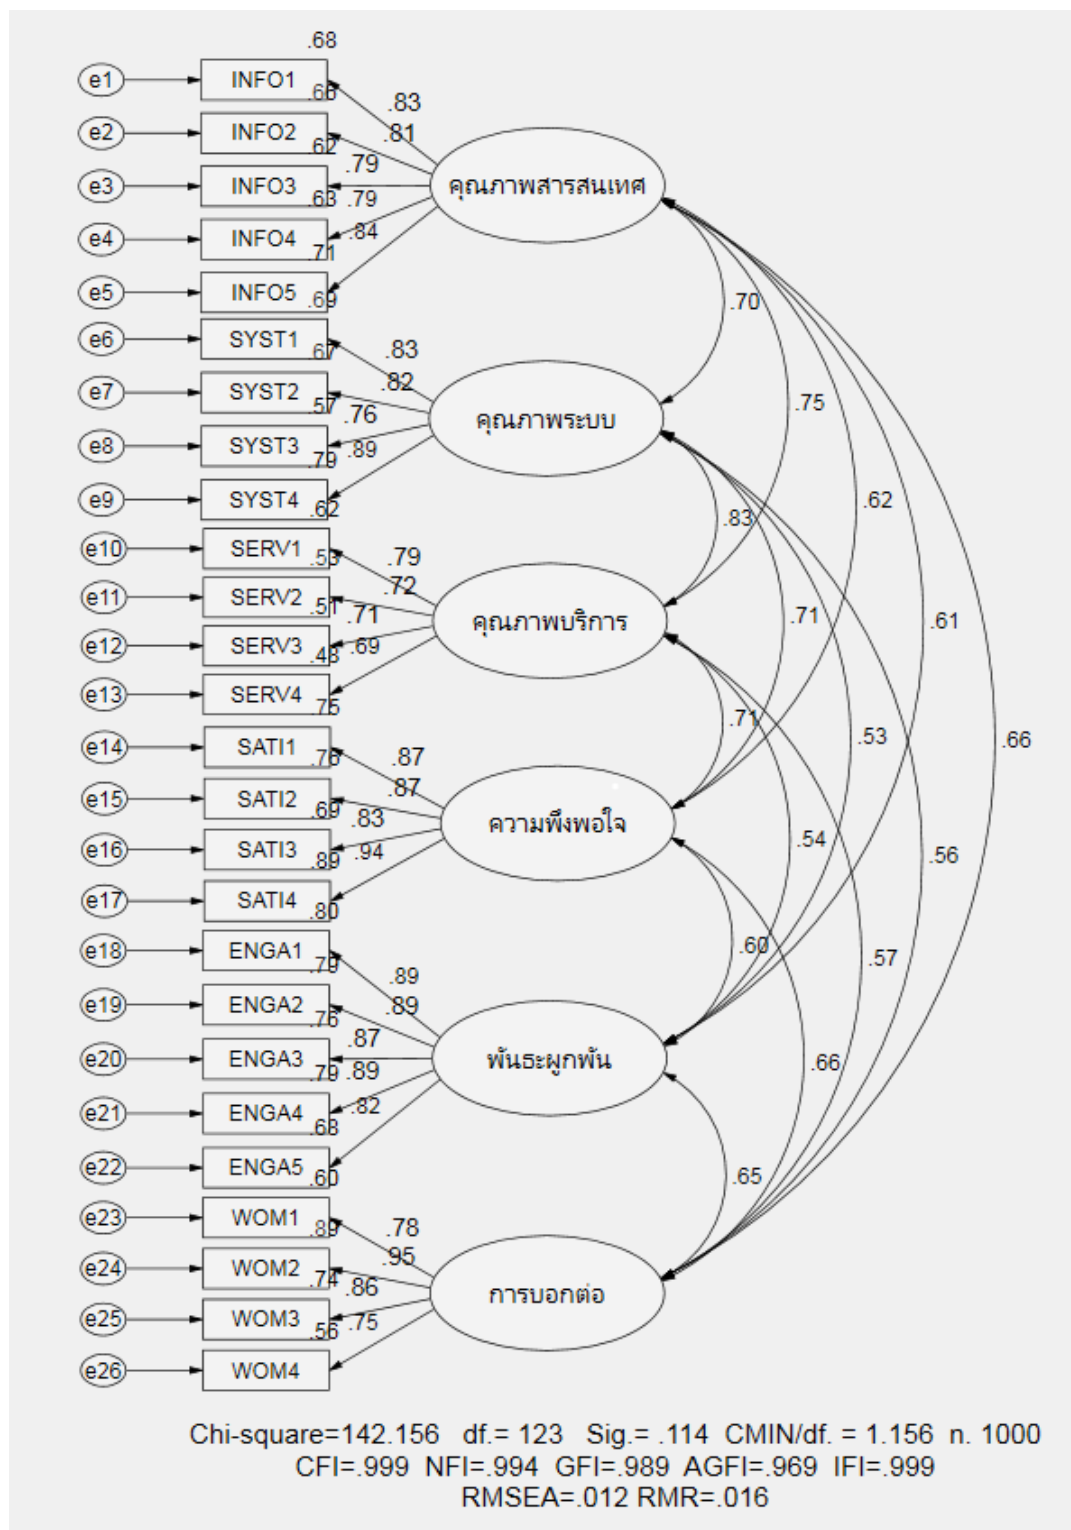 .68
e1 INFO1
.66 .83
e2 INFO2 .81
.62
e3 INFO3 .79 คุณภาพสารสนเทศ
.63 .79
e4 INFO4 .84
.71
e5 INFO5 .69 .70
e6 SYST1
.67 .83
e7 SYST2 .82 .75
.57 .76 คุณภาพระบบ
e8 SYST3 .89
.79
e9 SYST4 .62 .62
.83
e10 SERV1
.53 .79
e11 SERV2 .72
.51 .71 คุณภาพบริการ .71 .61
e12 SERV3 .69
.48
e13 SERV4
.75 .71
e14 SATI1 .53 .66
.76 .87
e15 SATI2 .87
.69 .83 ความพึงพอใจ
e16 SATI3 .94 .54 .56
.89
e17 SATI4
.80
e18 ENGA1 .60 .57
.79 .89
e19 ENGA2 .89
.76 .87
e20 ENGA3 พันธะผูกพัน .66
.79 .89
e21 ENGA4 .82
.68
e22 ENGA5 .65
.60
e23 WOM1
.89 .78
e24 WOM2 .95
.74 .86 การบอกต่อ
e25 WOM3 .75
.56
e26 WOM4
Chi-square=142.156 df.= 123 Sig.= .114 CMIN/df. = 1.156 n. 1000
CFI=.999 NFI=.994 GFI=.989 AGFI=.969 IFI=.999
RMSEA=.012 RMR=.016